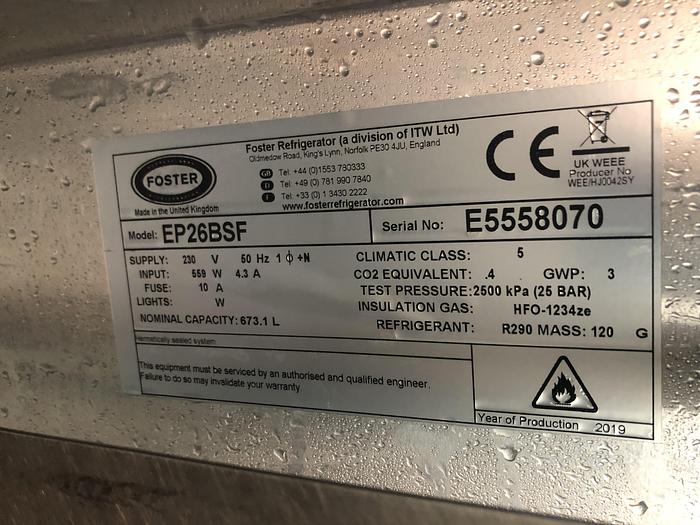 FOSTER
Made in the United Kingdom
Foster Refrigerator (a division of ITW Ltd)
Oldmedow Road, King's Lynn, Norfolk PE30 4JU, England
GB Tel: +44 (0)1553 780333
D Tel: +49 (0) 781 990 7840
F Tel: +33 (0) 1 3430 2222
www.fosterrefrigerator.com
CE
UK WEEE
Producer No
WEE/HJ0042SY
Model: EP26BSF
Serial No: E5558070
SUPPLY: 230 V 50 Hz 1 ϕ +N
INPUT: 559 W 4.3 A
FUSE: 10 A
LIGHTS: W
NOMINAL CAPACITY: 673.1 L
CLIMATIC CLASS: 5
CO2 EQUIVALENT: .4 GWP: 3
TEST PRESSURE: 2500 kPa (25 BAR)
INSULATION GAS: HFO-1234ze
REFRIGERANT: R290 MASS: 120 G
Hermetically sealed system
This equipment must be serviced by an authorised and qualified engineer.
Failure to do so may invalidate your warranty.
Year of Production 2019